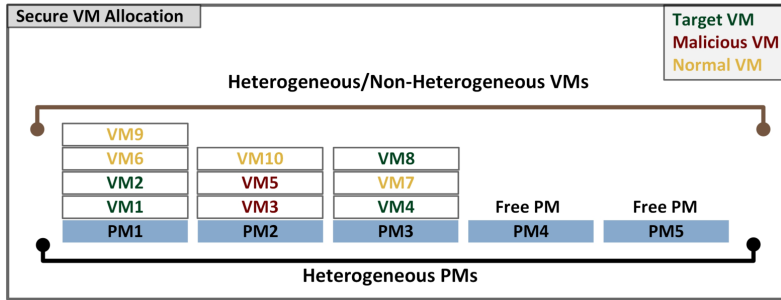 Secure VM Allocation
Target VM
Malicious VM
Normal VM
Heterogeneous/Non-Heterogeneous VMs
VM9
VM6 VM10 VM8
VM2 VM5 VM7 Free PM Free PM
VM1 VM3 VM4
PM1 PM2 PM3 PM4 PM5
Heterogeneous PMs